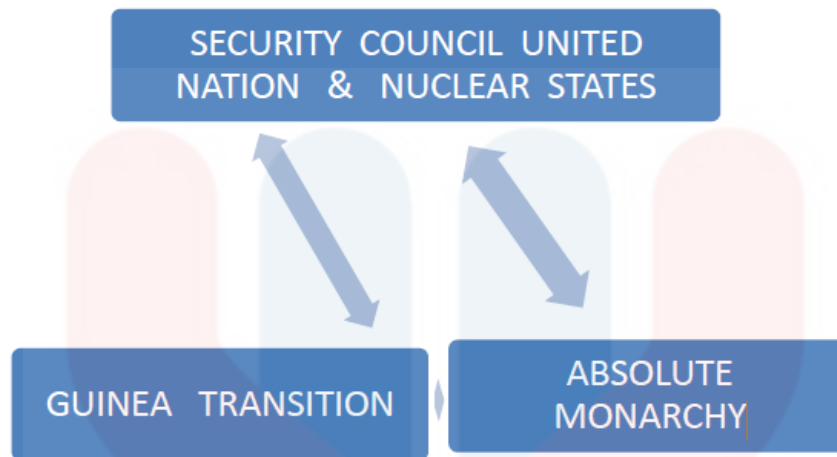 SECURITY COUNCIL UNITED
NATION & NUCLEAR STATES
GUINEA TRANSITION
ABSOLUTE
MONARCHY